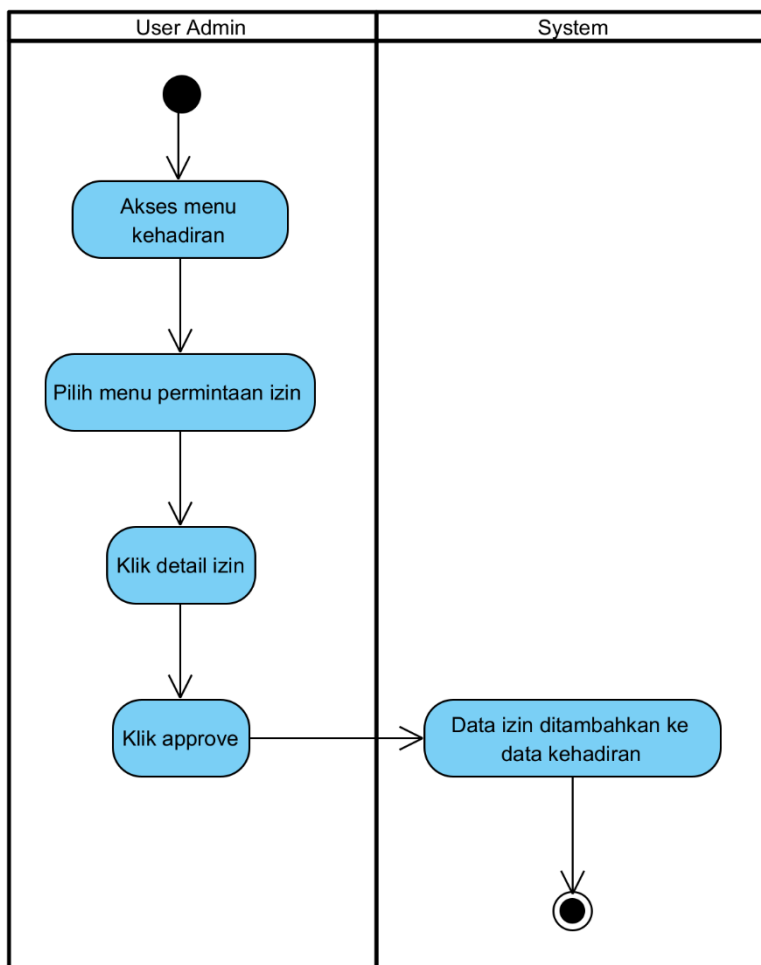 User Admin
System
Akses menu
kehadiran
Pilih menu permintaan izin
Klik detail izin
Klik approve
Data izin ditambahkan ke
data kehadiran